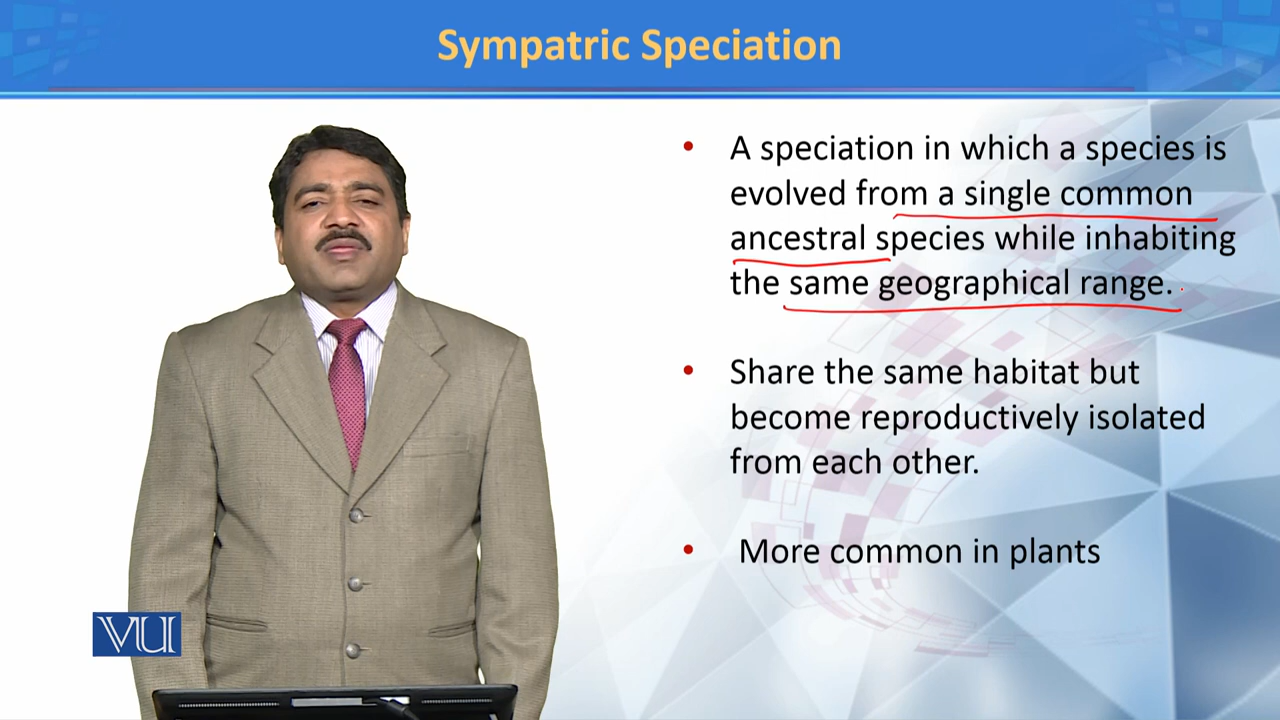 Sympatric Speciation
• A speciation in which a species is
evolved from a single common
ancestral species while inhabiting
the same geographical range.
• Share the same habitat but
become reproductively isolated
from each other.
• More common in plants
VU